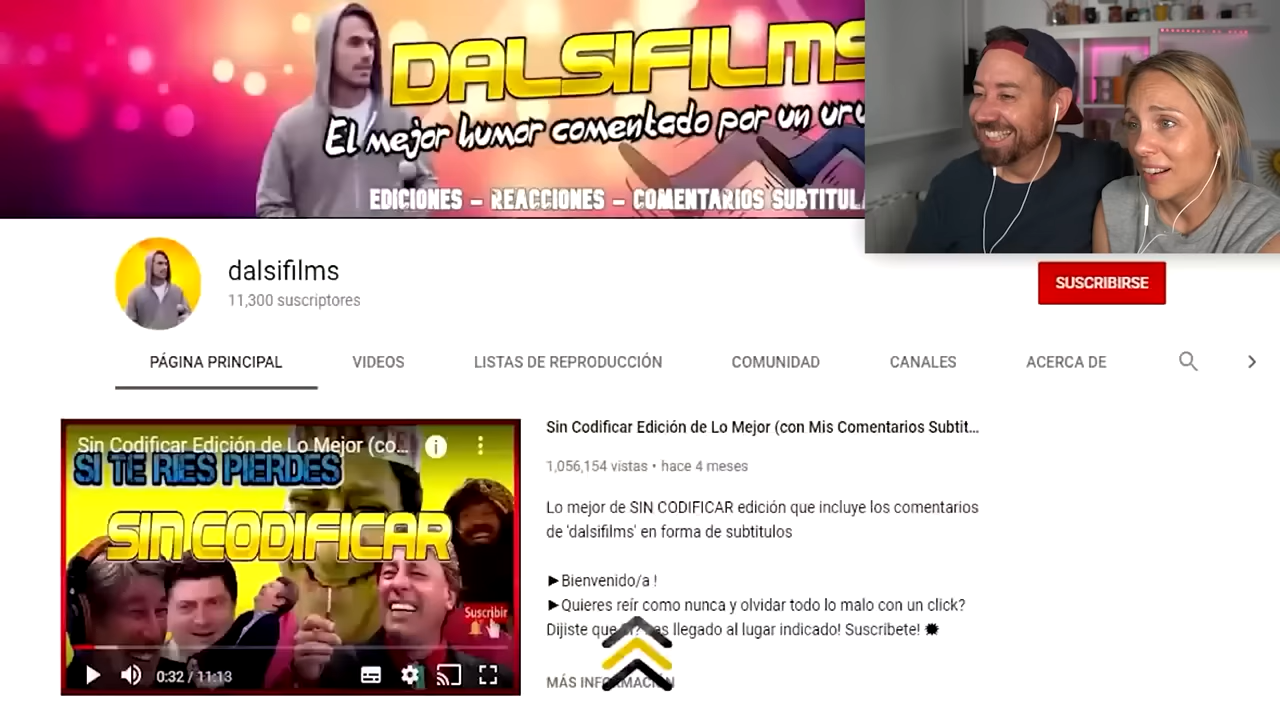 DALSIFILMS
El mejor humor comentado por un uru
EDICIONES - REACCIONES - COMENTARIOS SUBTITUL
dalsifilms
11,300 suscriptores
SUSCRIBIRSE
PÁGINA PRINCIPAL VIDEOS LISTAS DE REPRODUCCIÓN COMUNIDAD CANALES ACERCA DE
Sin Codificar Edición de Lo Mejor (co...
SI TE RIES PIERDES
SIN CODIFICAR
Suscribir
0:32 / 11:13
Sin Codificar Edición de Lo Mejor (con Mis Comentarios Subtit...
1,056,154 vistas • hace 4 meses
Lo mejor de SIN CODIFICAR edición que incluye los comentarios
de 'dalsifilms' en forma de subtitulos
►Bienvenido/a !
►Quieres reír como nunca y olvidar todo lo malo con un click?
Dijiste que llegado al lugar indicado! Suscribete! ✹
MÁS INFORMACIÓN